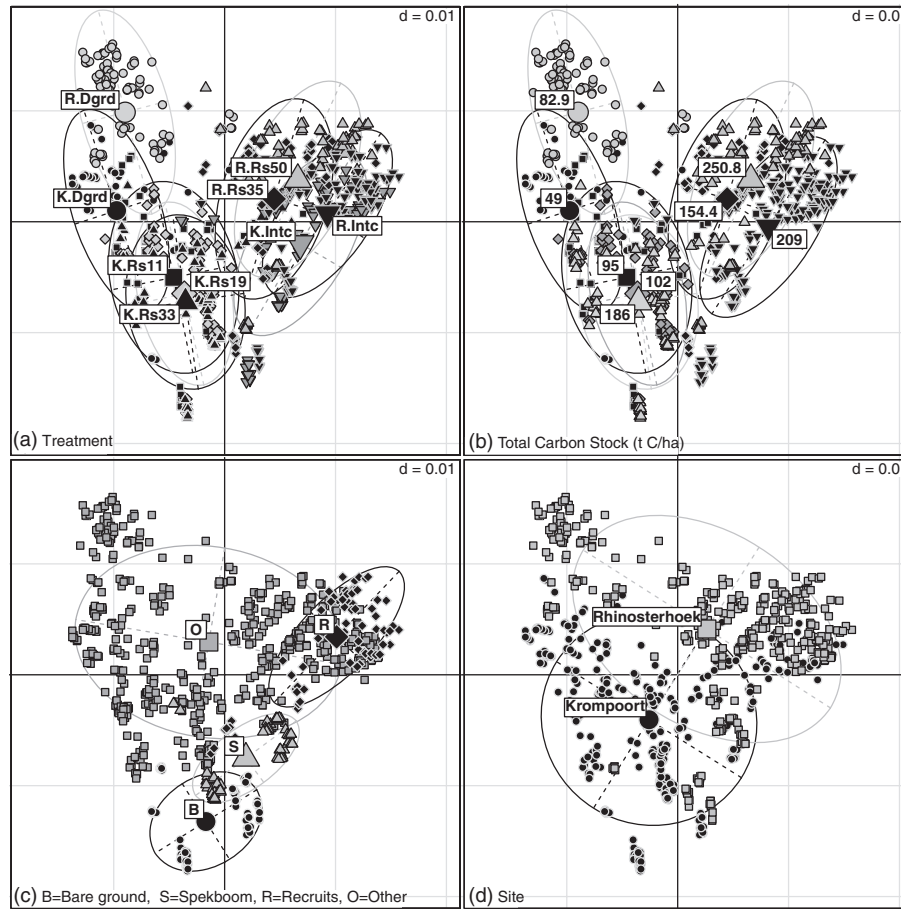 d = 0.01
R.Dgrd
R.Rs50
R.Rs35
K.Dgrd
K.Intc
R.Intc
K.Rs11
K.Rs19
K.Rs33
(a) Treatment
d = 0.0
82.9
250.8
49
154.4
209
95
102
186
(b) Total Carbon Stock (t C/ha)
d = 0.01
O
R
S
B
(c) B=Bare ground, S=Spekboom, R=Recruits, O=Other
d = 0.0
Rhinosterhoek
Krompoort
(d) Site